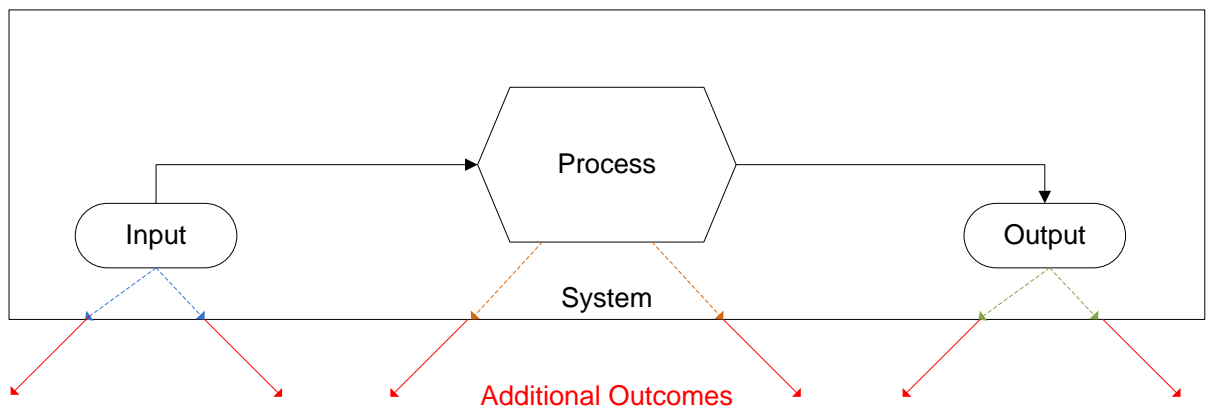 Process
Input
Output
System
Additional Outcomes